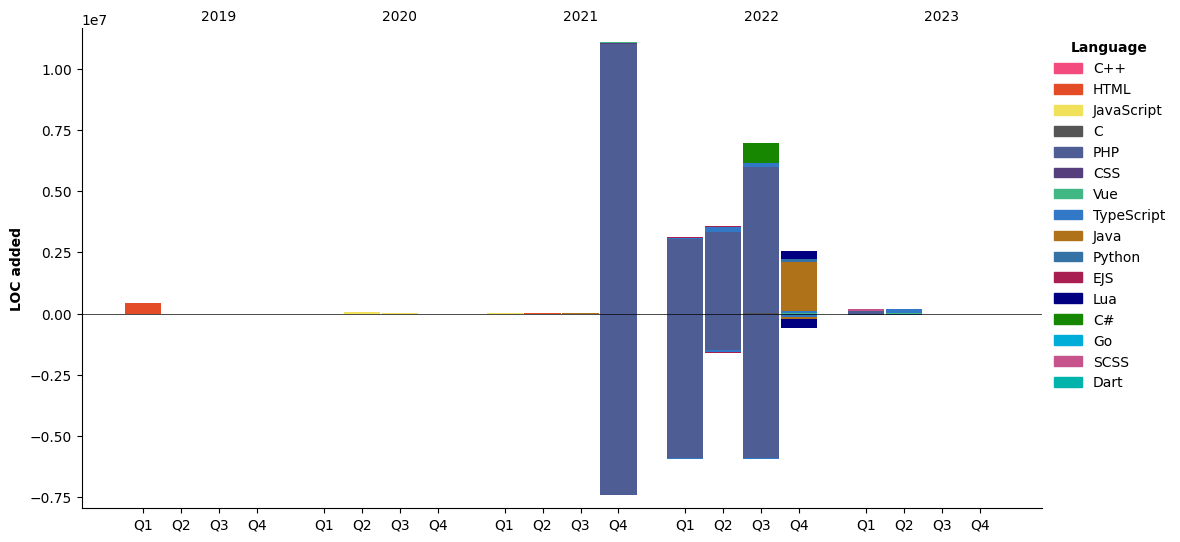 2019 2020 2021 2022 2023
1e7
1.00
0.75
0.50
0.25
0.00
−0.25
−0.50
−0.75
LOC added
Q1 Q2 Q3 Q4 Q1 Q2 Q3 Q4 Q1 Q2 Q3 Q4 Q1 Q2 Q3 Q4 Q1 Q2 Q3 Q4
Language
C++
HTML
JavaScript
C
PHP
CSS
Vue
TypeScript
Java
Python
EJS
Lua
C#
Go
SCSS
Dart